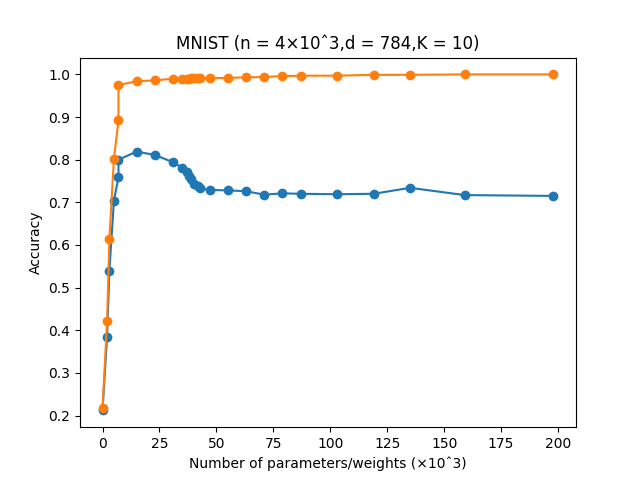 MNIST (n = 4×10ˆ3,d = 784,K = 10)
1.0
0.9
0.8
0.7
0.6
0.5
0.4
0.3
0.2
Accuracy
0 25 50 75 100 125 150 175 200
Number of parameters/weights (×10ˆ3)